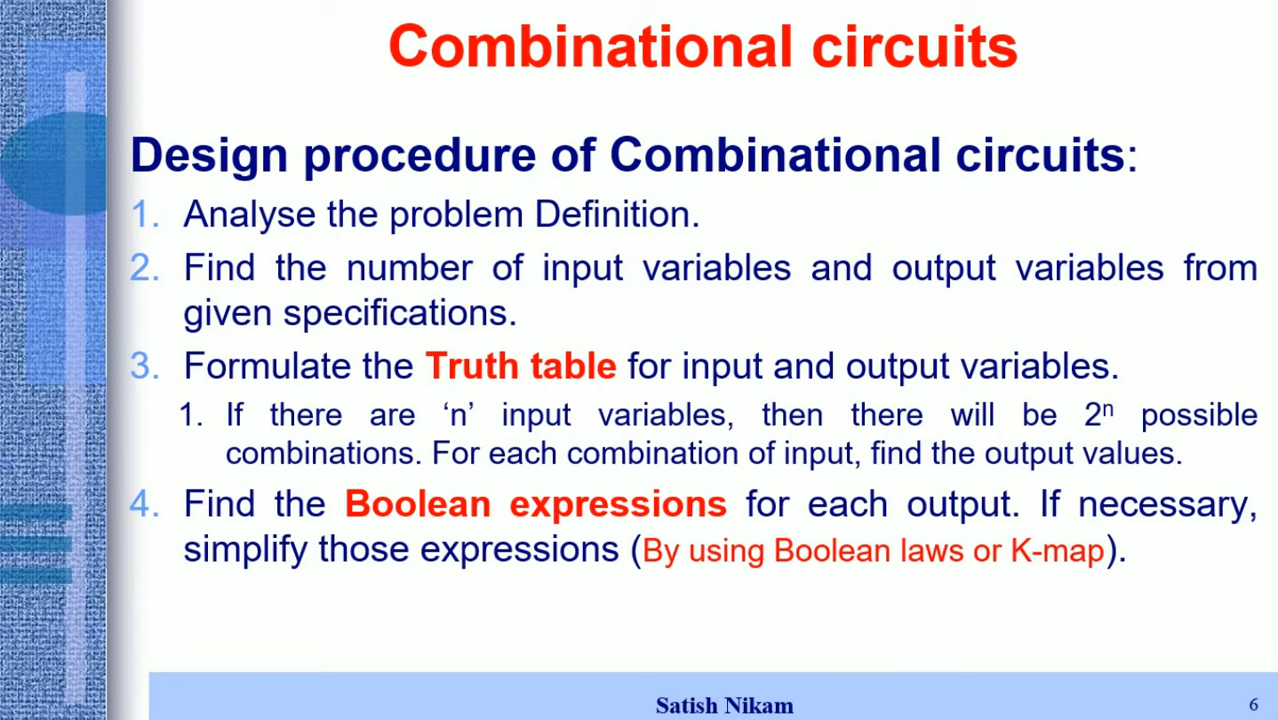 Combinational circuits
Design procedure of Combinational circuits:
1. Analyse the problem Definition.
2. Find the number of input variables and output variables from
given specifications.
3. Formulate the Truth table for input and output variables.
1. If there are ‘n’ input variables, then there will be 2ⁿ possible
combinations. For each combination of input, find the output values.
4. Find the Boolean expressions for each output. If necessary,
simplify those expressions (By using Boolean laws or K-map).
Satish Nikam
6